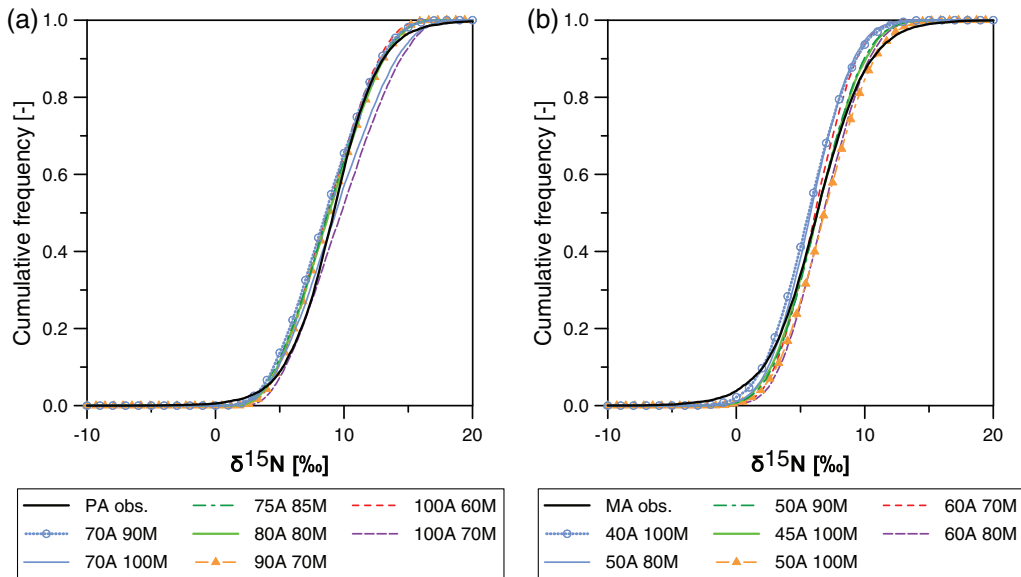 (a)
Cumulative frequency [-]
1.0
0.8
0.6
0.4
0.2
0.0
-10
0
10
20
δ15N [‰]
PA obs.
70A 90M
70A 100M
75A 85M
80A 80M
90A 70M
100A 60M
100A 70M
(b)
Cumulative frequency [-]
1.0
0.8
0.6
0.4
0.2
0.0
-10
0
10
20
δ15N [‰]
MA obs.
40A 100M
50A 80M
50A 90M
45A 100M
50A 100M
60A 70M
60A 80M